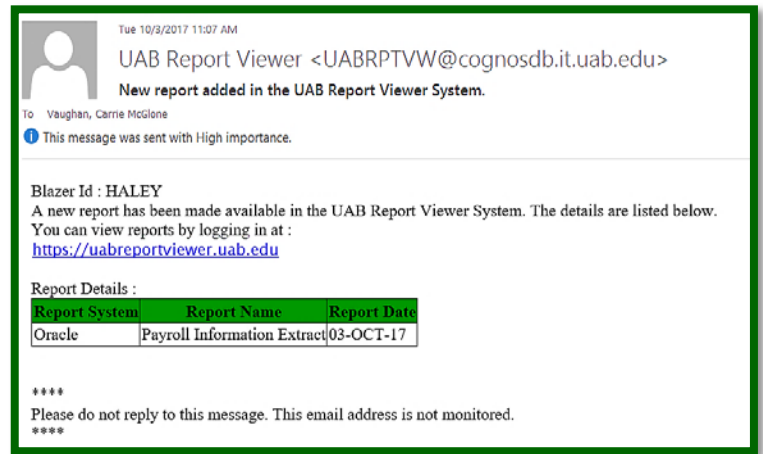 Tue 10/3/2017 11:07 AM
UAB Report Viewer <UABRPTVW@cognosdb.it.uab.edu>
New report added in the UAB Report Viewer System.
To Vaughan, Carrie McGlone
This message was sent with High importance.
Blazer Id : HALEY
A new report has been made available in the UAB Report Viewer System. The details are listed below.
You can view reports by logging in at :
https://uabreportviewer.uab.edu
Report Details :
Report System Report Name Report Date
Oracle Payroll Information Extract 03-OCT-17
****
Please do not reply to this message. This email address is not monitored.
****